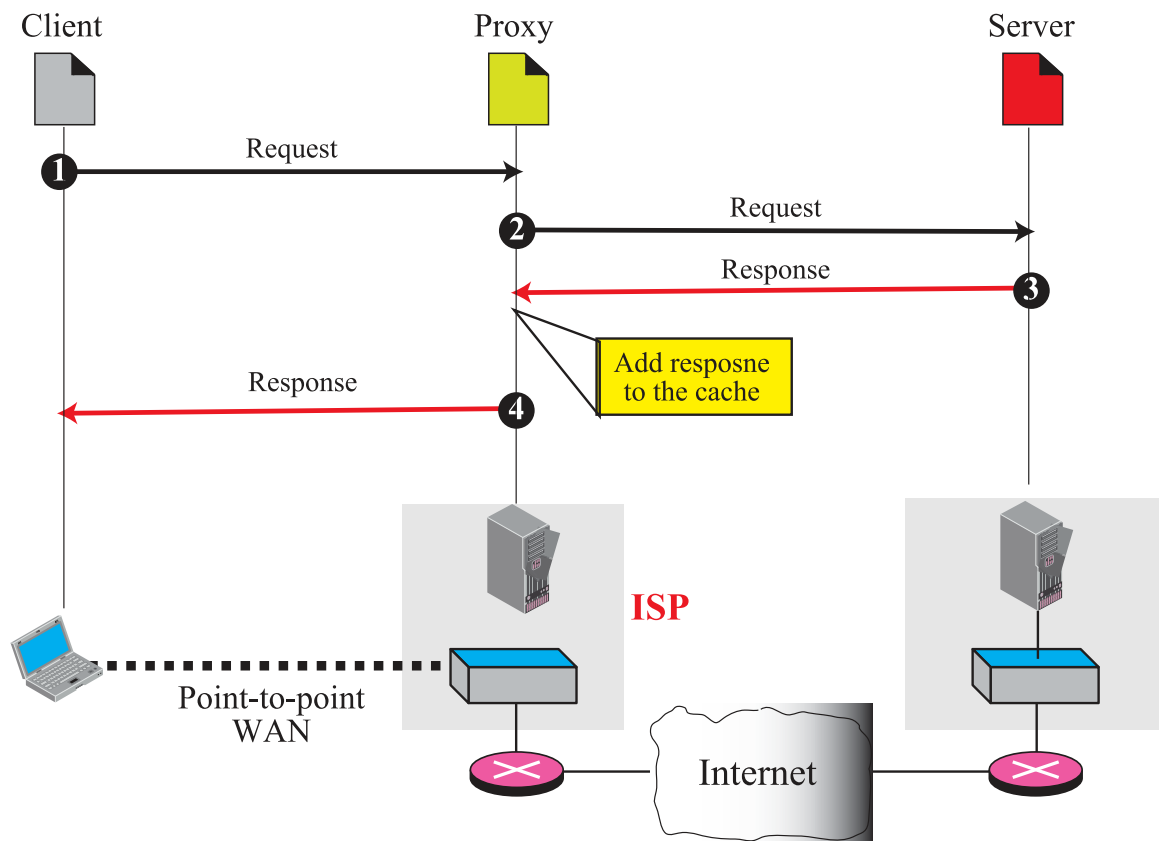 Client
Proxy
Server
1
Request
2
Request
Response
3
Add resposne
to the cache
Response
4
ISP
Point-to-point
WAN
Internet